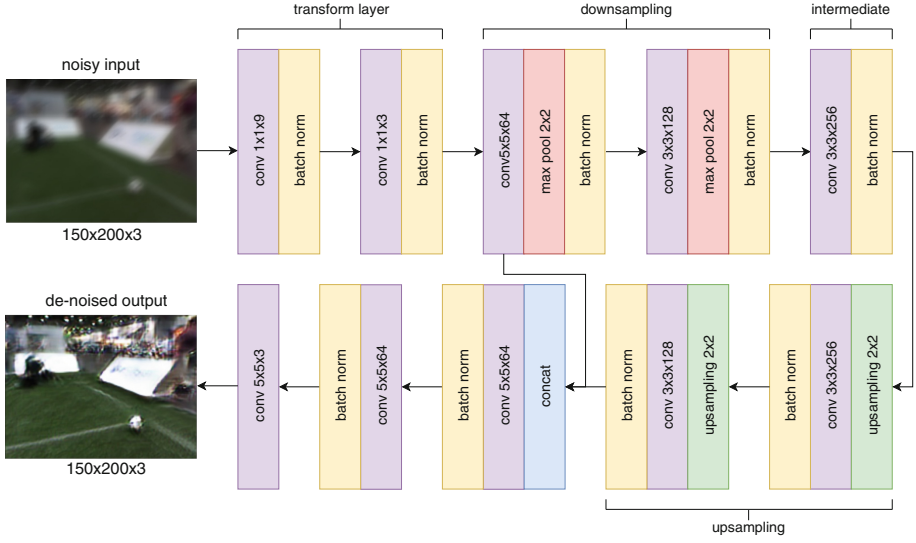 transform layer
downsampling
intermediate
noisy input
conv 1x1x9
batch norm
conv 1x1x3
batch norm
conv5x5x64
max pool 2x2
batch norm
conv 3x3x128
max pool 2x2
batch norm
conv 3x3x256
batch norm
150x200x3
de-noised output
conv 5x5x3
batch norm
conv 5x5x64
batch norm
conv 5x5x64
concat
batch norm
conv 3x3x128
upsampling 2x2
batch norm
conv 3x3x256
upsampling 2x2
150x200x3
upsampling